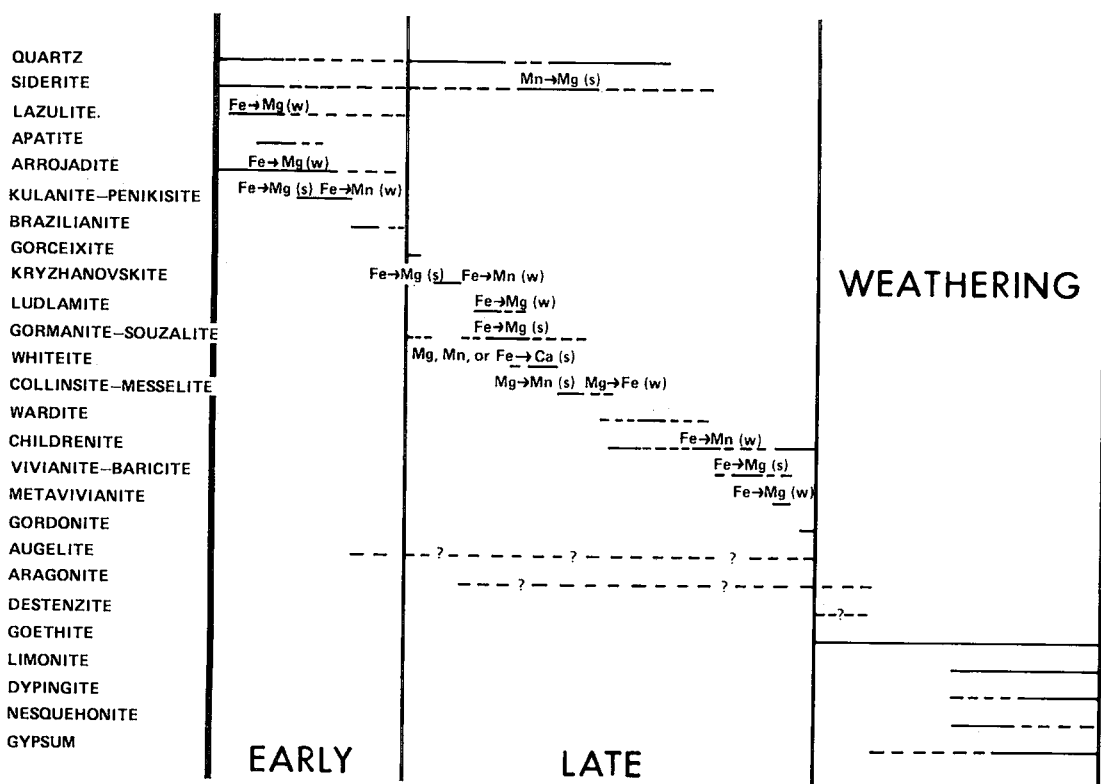 QUARTZ
SIDERITE Mn→Mg (s)
LAZULITE. Fe→Mg (w)
APATITE
ARROJADITE Fe→Mg (w)
KULANITE–PENIKISITE Fe→Mg (s) Fe→Mn (w)
BRAZILIANITE
GORCEIXITE
KRYZHANOVSKITE Fe→Mg (s) Fe→Mn (w)
WEATHERING
LUDLAMITE Fe→Mg (w)
GORMANITE–SOUZALITE Fe→Mg (s)
WHITEITE Mg, Mn, or Fe→Ca (s)
COLLINSITE–MESSELITE Mg→Mn (s) Mg→Fe (w)
WARDITE
CHILDRENITE Fe→Mn (w)
VIVIANITE–BARICITE Fe→Mg (s)
METAVIVIANITE Fe→Mg (w)
GORDONITE
AUGELITE ? ? ?
ARAGONITE ? ?
DESTENZITE ?
GOETHITE
LIMONITE
DYPINGITE
NESQUEHONITE
GYPSUM
EARLY LATE